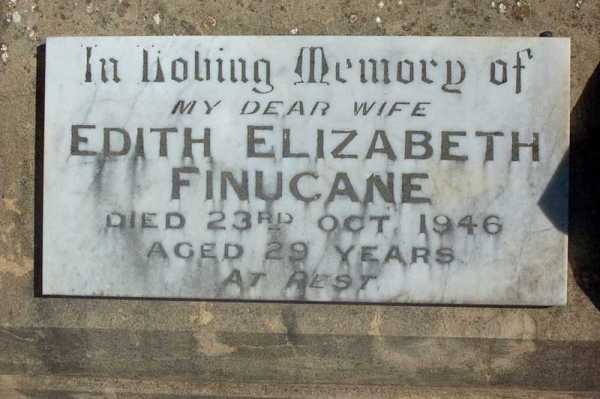 In Loving Memory of
MY DEAR WIFE
EDITH ELIZABETH
FINUCANE
DIED 23RD OCT. 1946
AGED 29 YEARS
AT REST